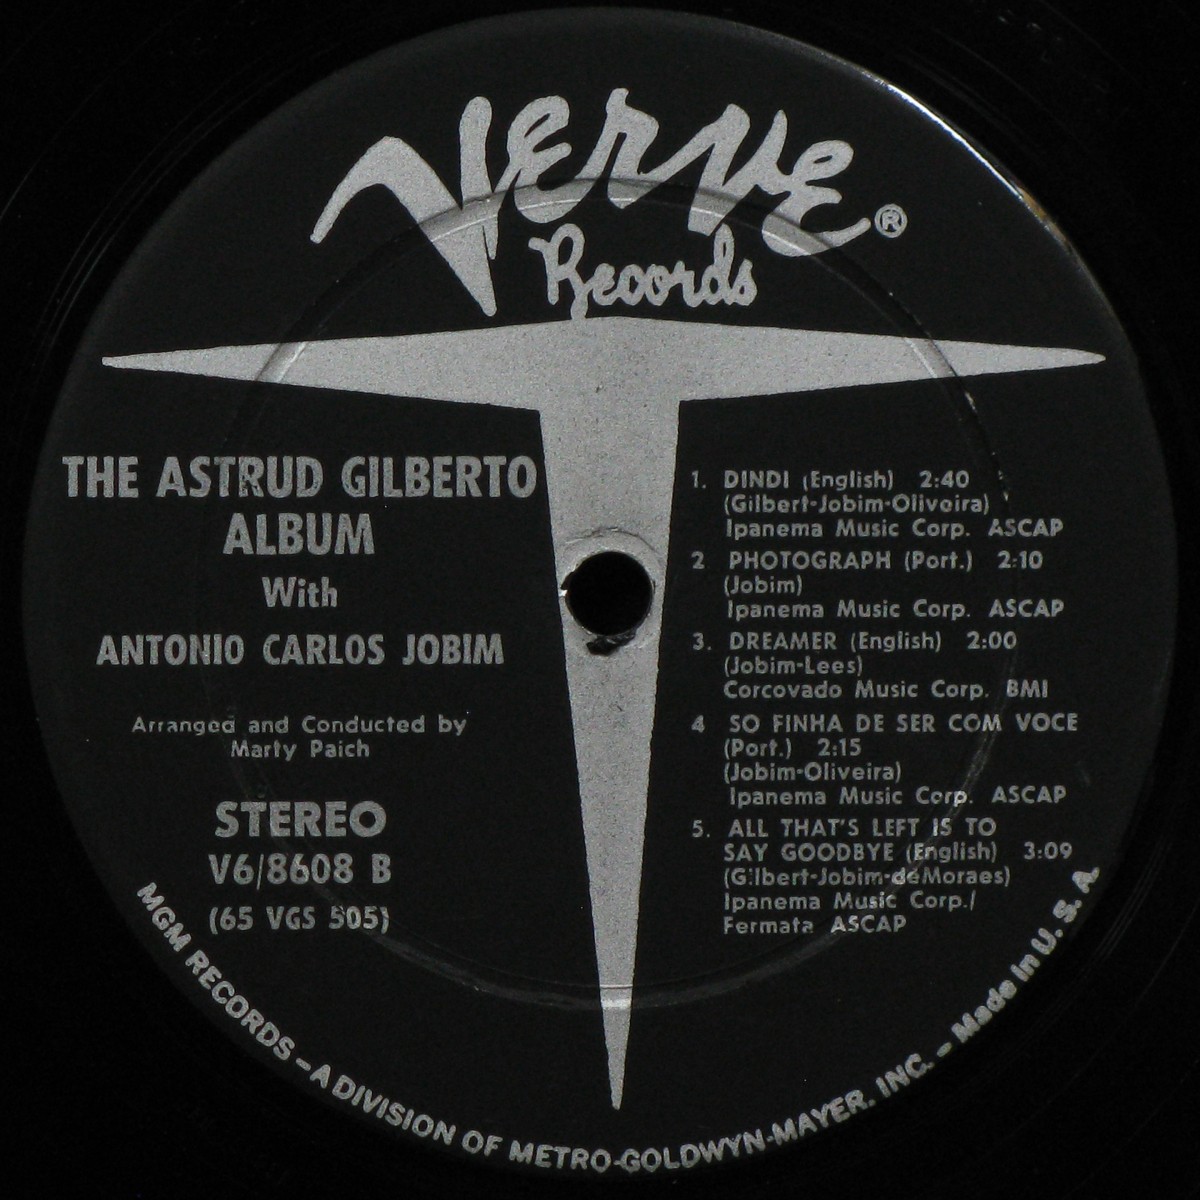 Verve®
Records
THE ASTRUD GILBERTO
ALBUM
With
ANTONIO CARLOS JOBIM
Arranged and Conducted by
Marty Paich
STEREO
V6/8608 B
(65 VGS 505)
1. DINDI (English) 2:40
(Gilbert-Jobim-Oliveira)
Ipanema Music Corp. ASCAP
2 PHOTOGRAPH (Port.) 2:10
(Jobim)
Ipanema Music Corp. ASCAP
3. DREAMER (English) 2:00
(Jobim-Lees)
Corcovado Music Corp. BMI
4 SO FINHA DE SER COM VOCE
(Port.) 2:15
(Jobim-Oliveira)
Ipanema Music Corp. ASCAP
5. ALL THAT'S LEFT IS TO
SAY GOODBYE (English) 3:09
(Gilbert-Jobim-deMoraes)
Ipanema Music Corp./
Fermata ASCAP
MGM RECORDS – A DIVISION OF METRO-GOLDWYN-MAYER, INC. – Made in U. S. A.